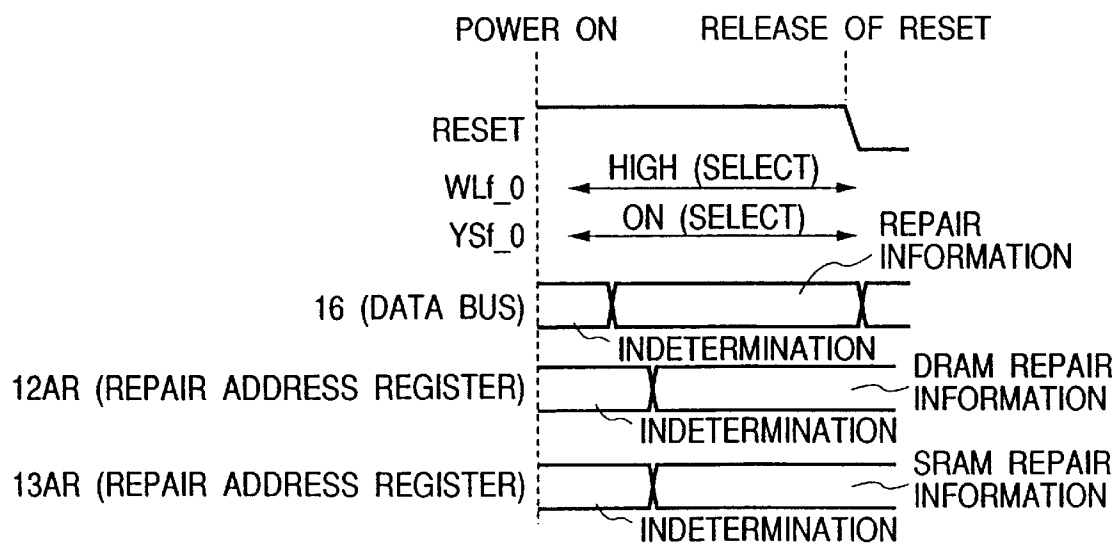 POWER ON
RELEASE OF RESET
RESET
WLf_0
HIGH (SELECT)
YSf_0
ON (SELECT)
REPAIR
INFORMATION
16 (DATA BUS)
INDETERMINATION
12AR (REPAIR ADDRESS REGISTER)
DRAM REPAIR
INFORMATION
INDETERMINATION
13AR (REPAIR ADDRESS REGISTER)
SRAM REPAIR
INFORMATION
INDETERMINATION